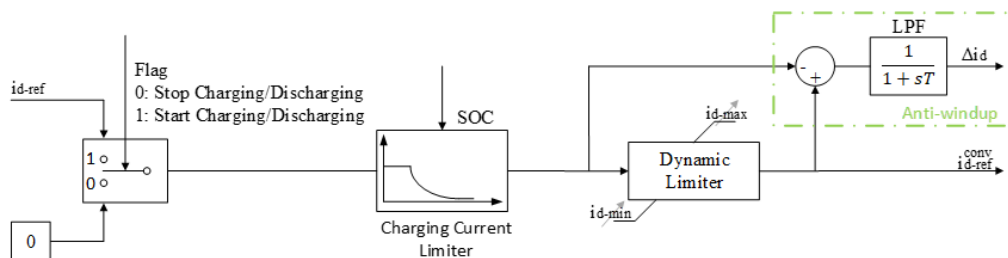 LPF
1
1 + sT
Δid
-
+
Anti-windup
Flag
0: Stop Charging/Discharging
1: Start Charging/Discharging
id-ref
SOC
id-max
1
0
Dynamic
Limiter
conv
id-ref
id-min
0
Charging Current
Limiter